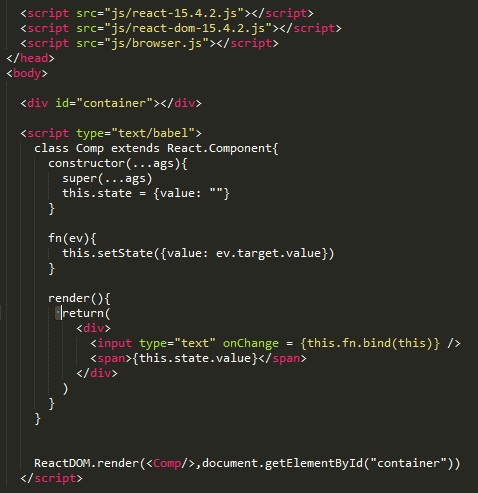 <script src="js/react-15.4.2.js"></script>
<script src="js/react-dom-15.4.2.js"></script>
<script src="js/browser.js"></script>
</head>
<body>
<div id="container"></div>
<script type="text/babel">
class Comp extends React.Component{
constructor(...ags){
super(...ags)
this.state = {value: ""}
}
fn(ev){
this.setState({value: ev.target.value})
}
render(){
return(
<div>
<input type="text" onChange = {this.fn.bind(this)} />
<span>{this.state.value}</span>
</div>
)
}
}
ReactDOM.render(<Comp/>,document.getElementById("container"))
</script>